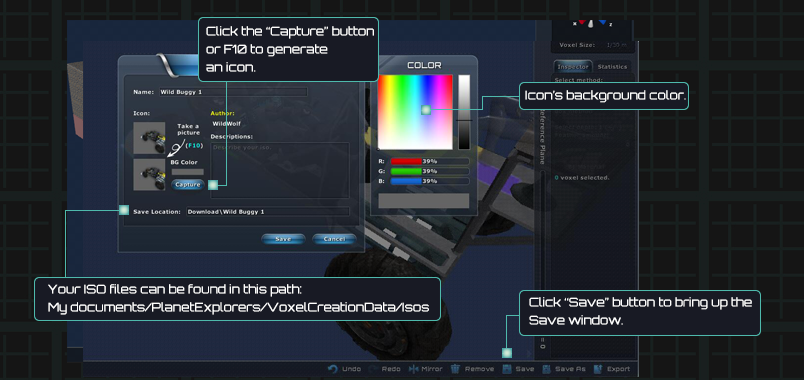 Click the “Capture” button
or F10 to generate
an icon.
x z
Voxel Size:
COLOR
Inspector Statistics
Select method:
Name: Wild Buggy 1
Icon's background color.
Icon:
Author:
WildWolf
Take a
picture
(F10)
Descriptions:
Reference Plane
BG Color
R: 39%
G: 39%
B: 39%
0 voxel selected.
Capture
Save Location: Download\Wild Buggy 1
Save Cancel
Your ISO files can be found in this path:
My documents/PlanetExplorers/VoxelCreationData/Isos
Click “Save” button to bring up the
Save window.
Undo Redo Mirror Remove Save Save As Export